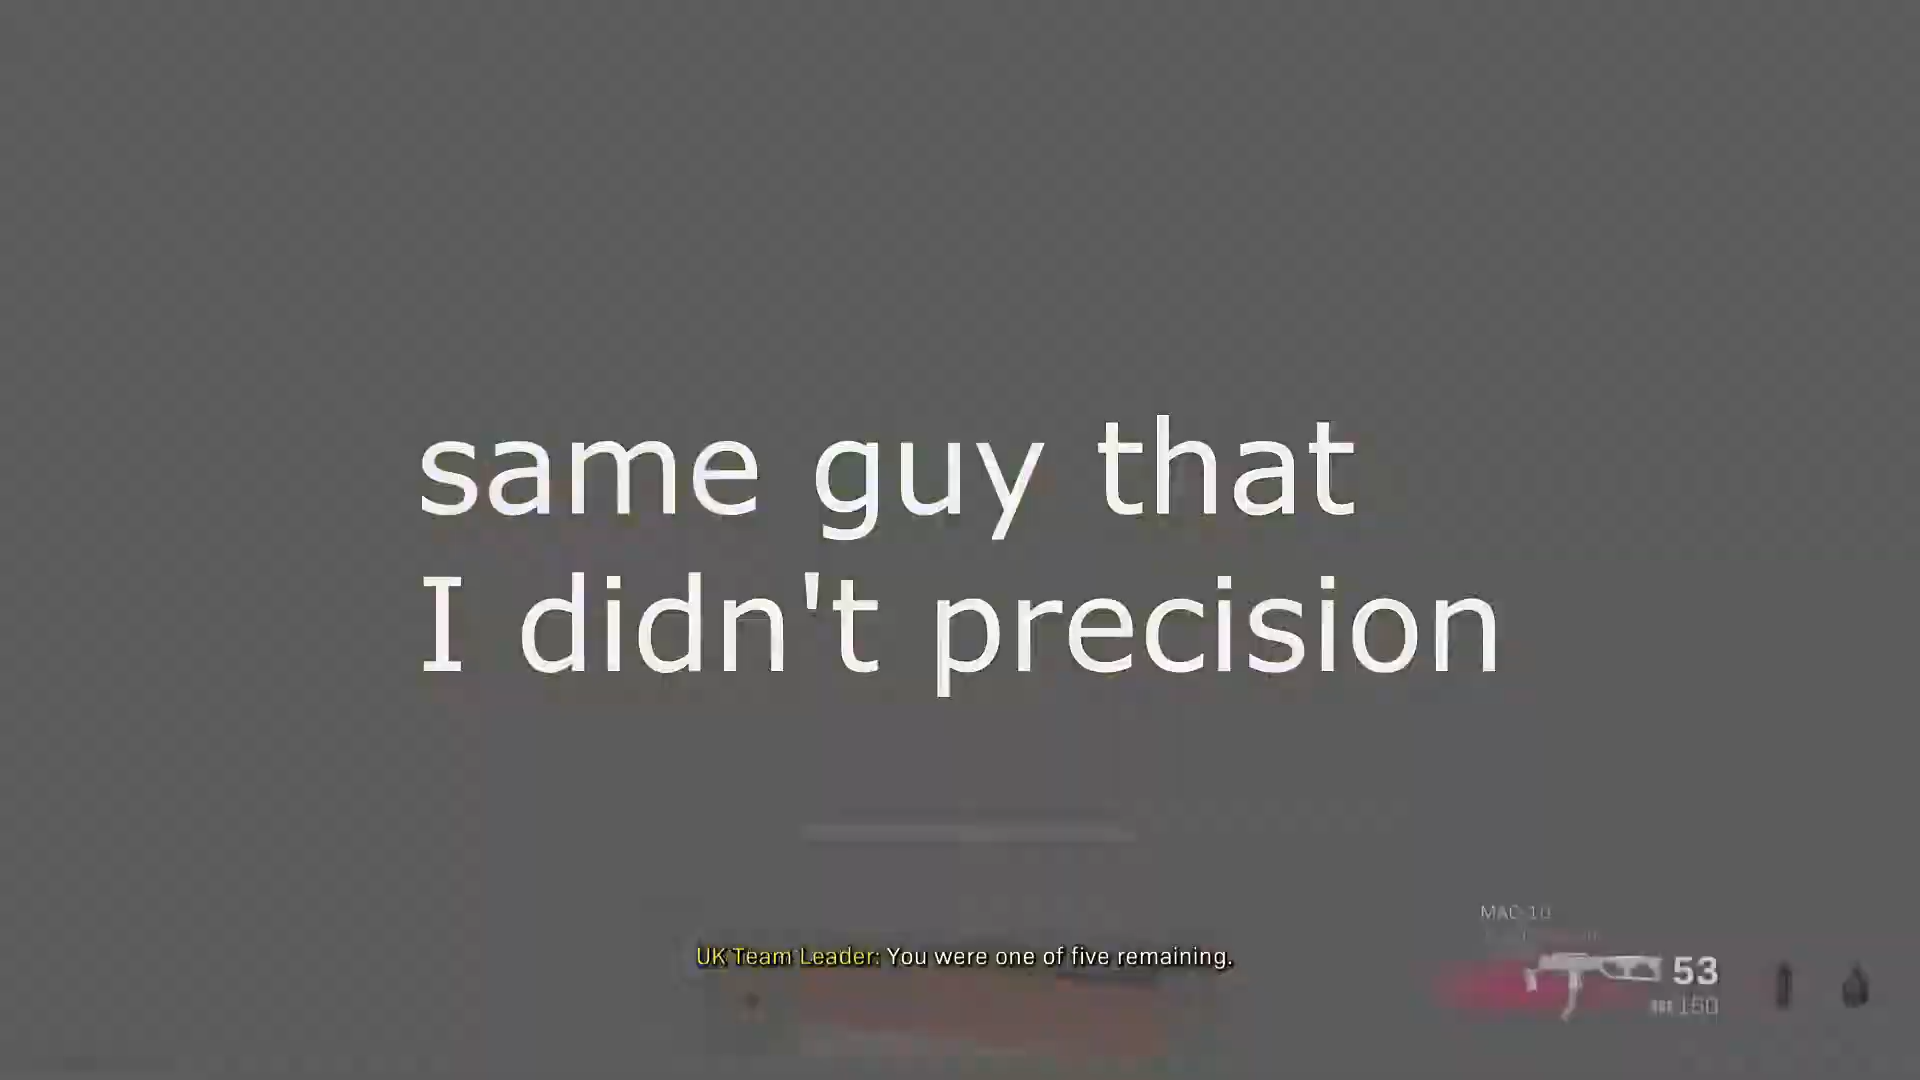 same guy that
I didn't precision
MAC-10
UK Team Leader: You were one of five remaining.
53
150